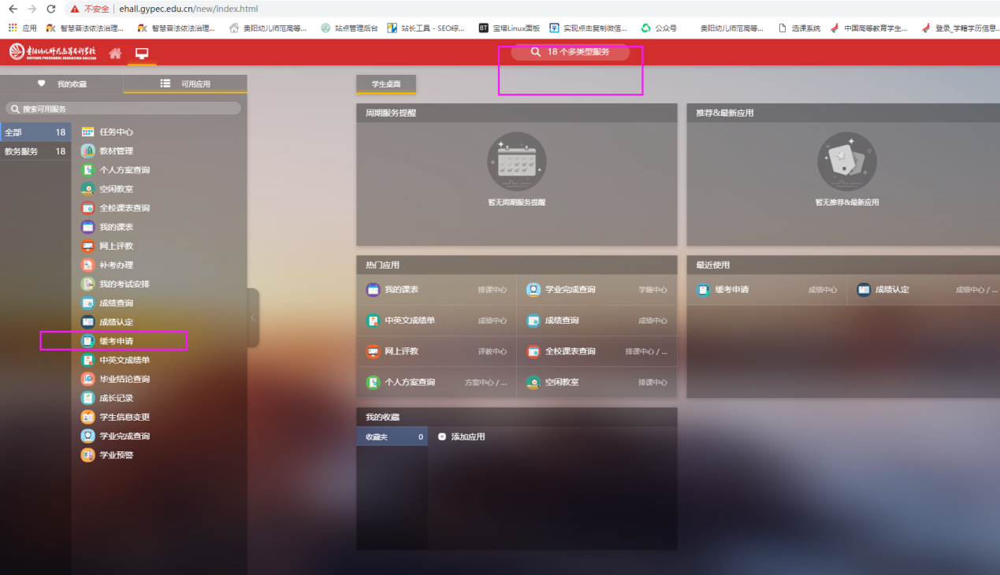 不安全 ehall.gypec.edu.cn/new/index.html
应用 智慧普法依法治理... 智慧普法依法治理... 贵阳幼儿师范高等... 站点管理后台 站长工具 - SEO综... BT 宝塔Linux面板 实现点击复制微信... 公众号 贵阳幼儿师范高等... 选课系统 中国高等教育学生... 登录_学籍学历信息...
贵阳幼儿师范高等专科学校
GUIYANG PRESCHOOL EDUCATION COLLEGE
18 个多类型服务
我的收藏 可用应用
学生桌面
搜索可用服务
全部 18
教务服务 18
任务中心
教材管理
个人方案查询
空闲教室
全校课表查询
我的课表
网上评教
补考办理
我的考试安排
成绩查询
成绩认定
缓考申请
中英文成绩单
毕业结论查询
成长记录
学生信息变更
学业完成查询
学业预警
周期服务提醒
暂无周期服务提醒
推荐&最新应用
暂无推荐&最新应用
热门应用
我的课表 排课中心 学业完成查询 学籍中心
中英文成绩单 成绩中心 成绩查询 成绩中心
网上评教 评教中心 全校课表查询 排课中心 / ...
个人方案查询 方案中心 / ... 空闲教室 排课中心
最近使用
缓考申请 成绩中心 成绩认定 成绩中心 / ...
我的收藏
收藏夹 0 添加应用